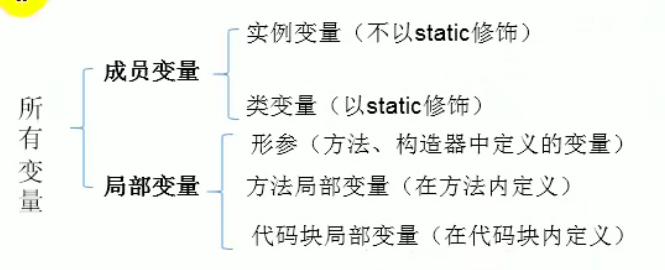 所有变量
成员变量
实例变量（不以static修饰）
类变量（以static修饰）
局部变量
形参（方法、构造器中定义的变量）
方法局部变量（在方法内定义）
代码块局部变量（在代码块内定义）